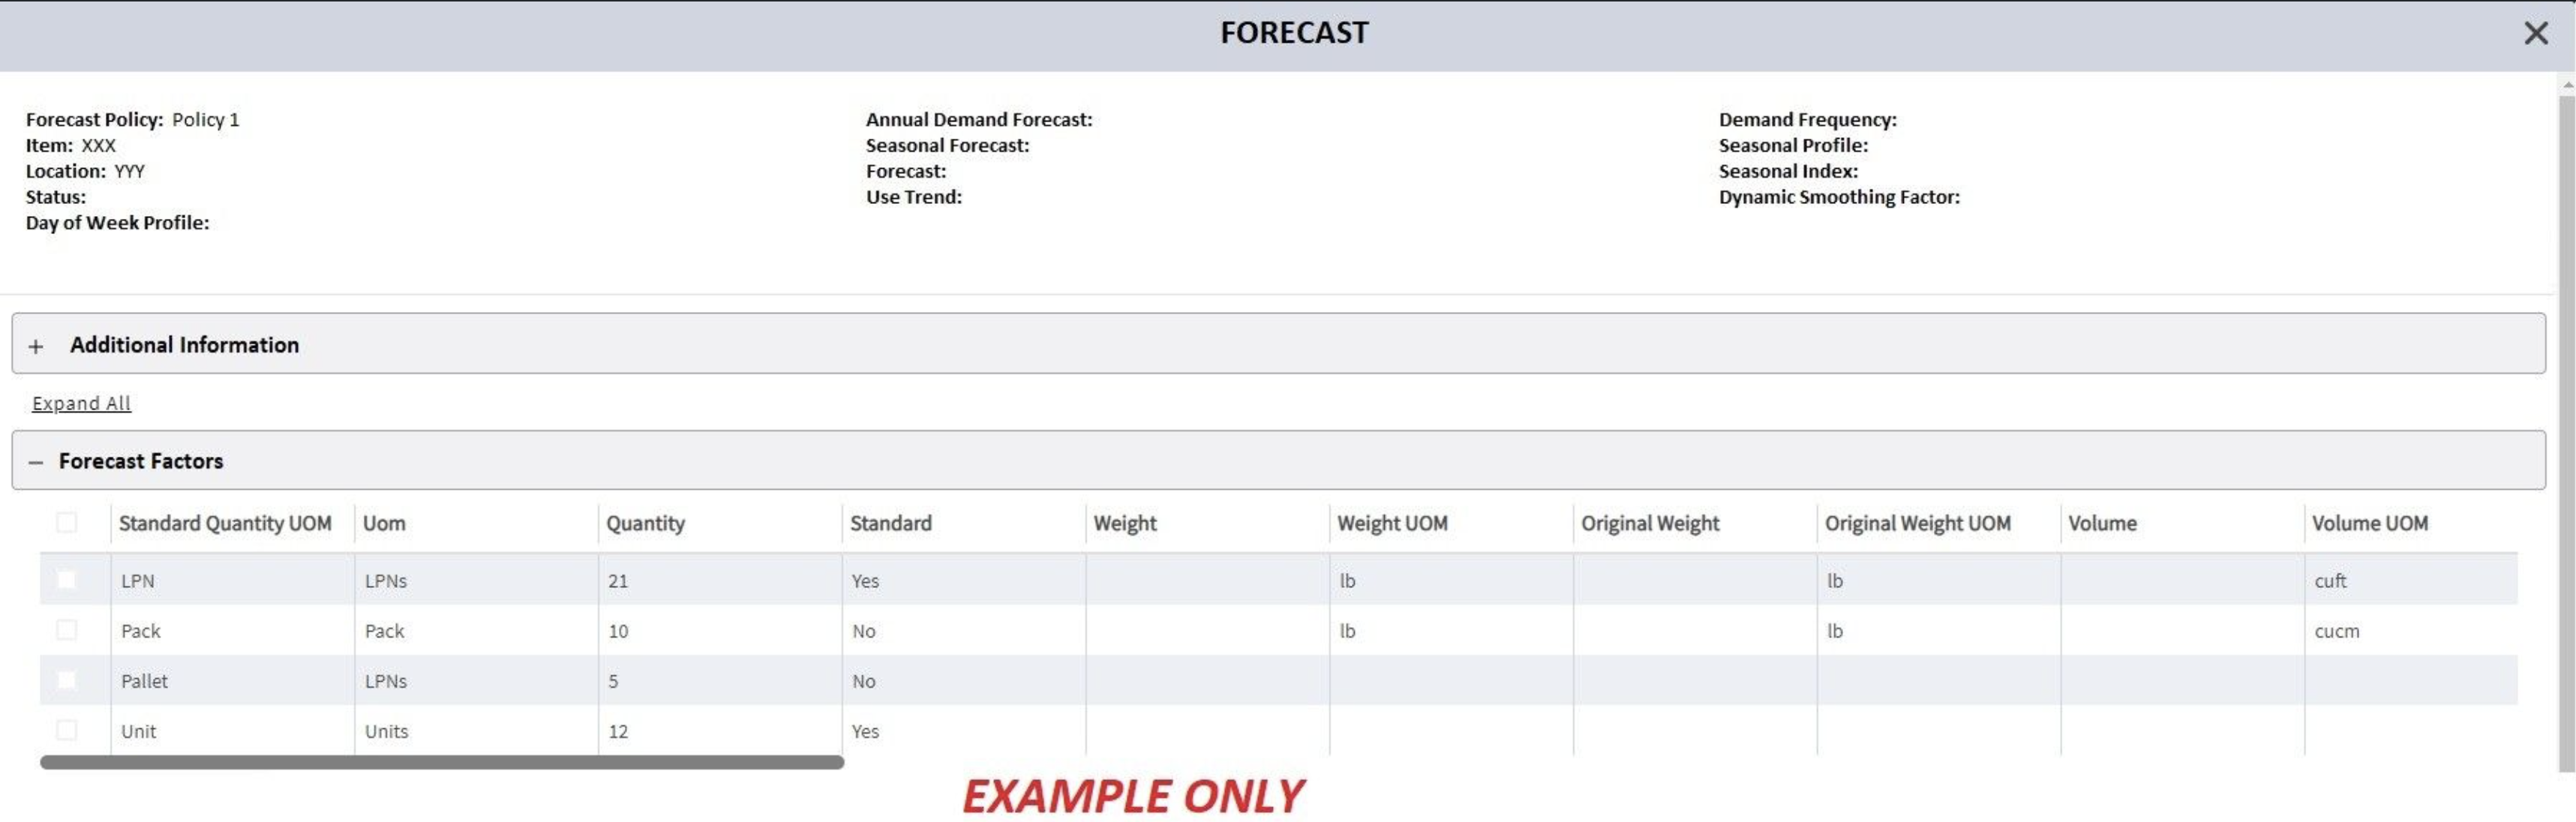 FORECAST
Forecast Policy: Policy 1
Item: XXX
Location: YYY
Status:
Day of Week Profile:
Annual Demand Forecast:
Seasonal Forecast:
Forecast:
Use Trend:
Demand Frequency:
Seasonal Profile:
Seasonal Index:
Dynamic Smoothing Factor:
+ Additional Information
Expand All
– Forecast Factors
Standard Quantity UOM Uom Quantity Standard Weight Weight UOM Original Weight Original Weight UOM Volume Volume UOM
LPN LPNs 21 Yes lb lb cuft
Pack Pack 10 No lb lb cucm
Pallet LPNs 5 No
Unit Units 12 Yes
EXAMPLE ONLY